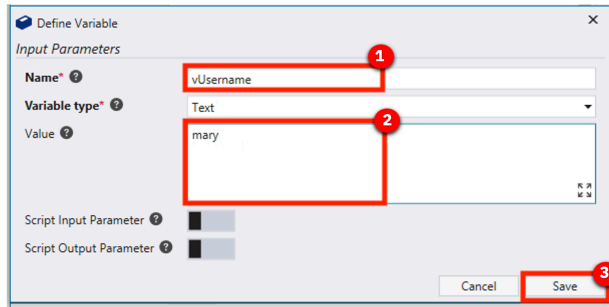 Define Variable
Input Parameters
1
Name* ?
vUsername
Variable type* ?
Text
2
Value ?
mary
Script Input Parameter ?
Script Output Parameter ?
3
Cancel Save